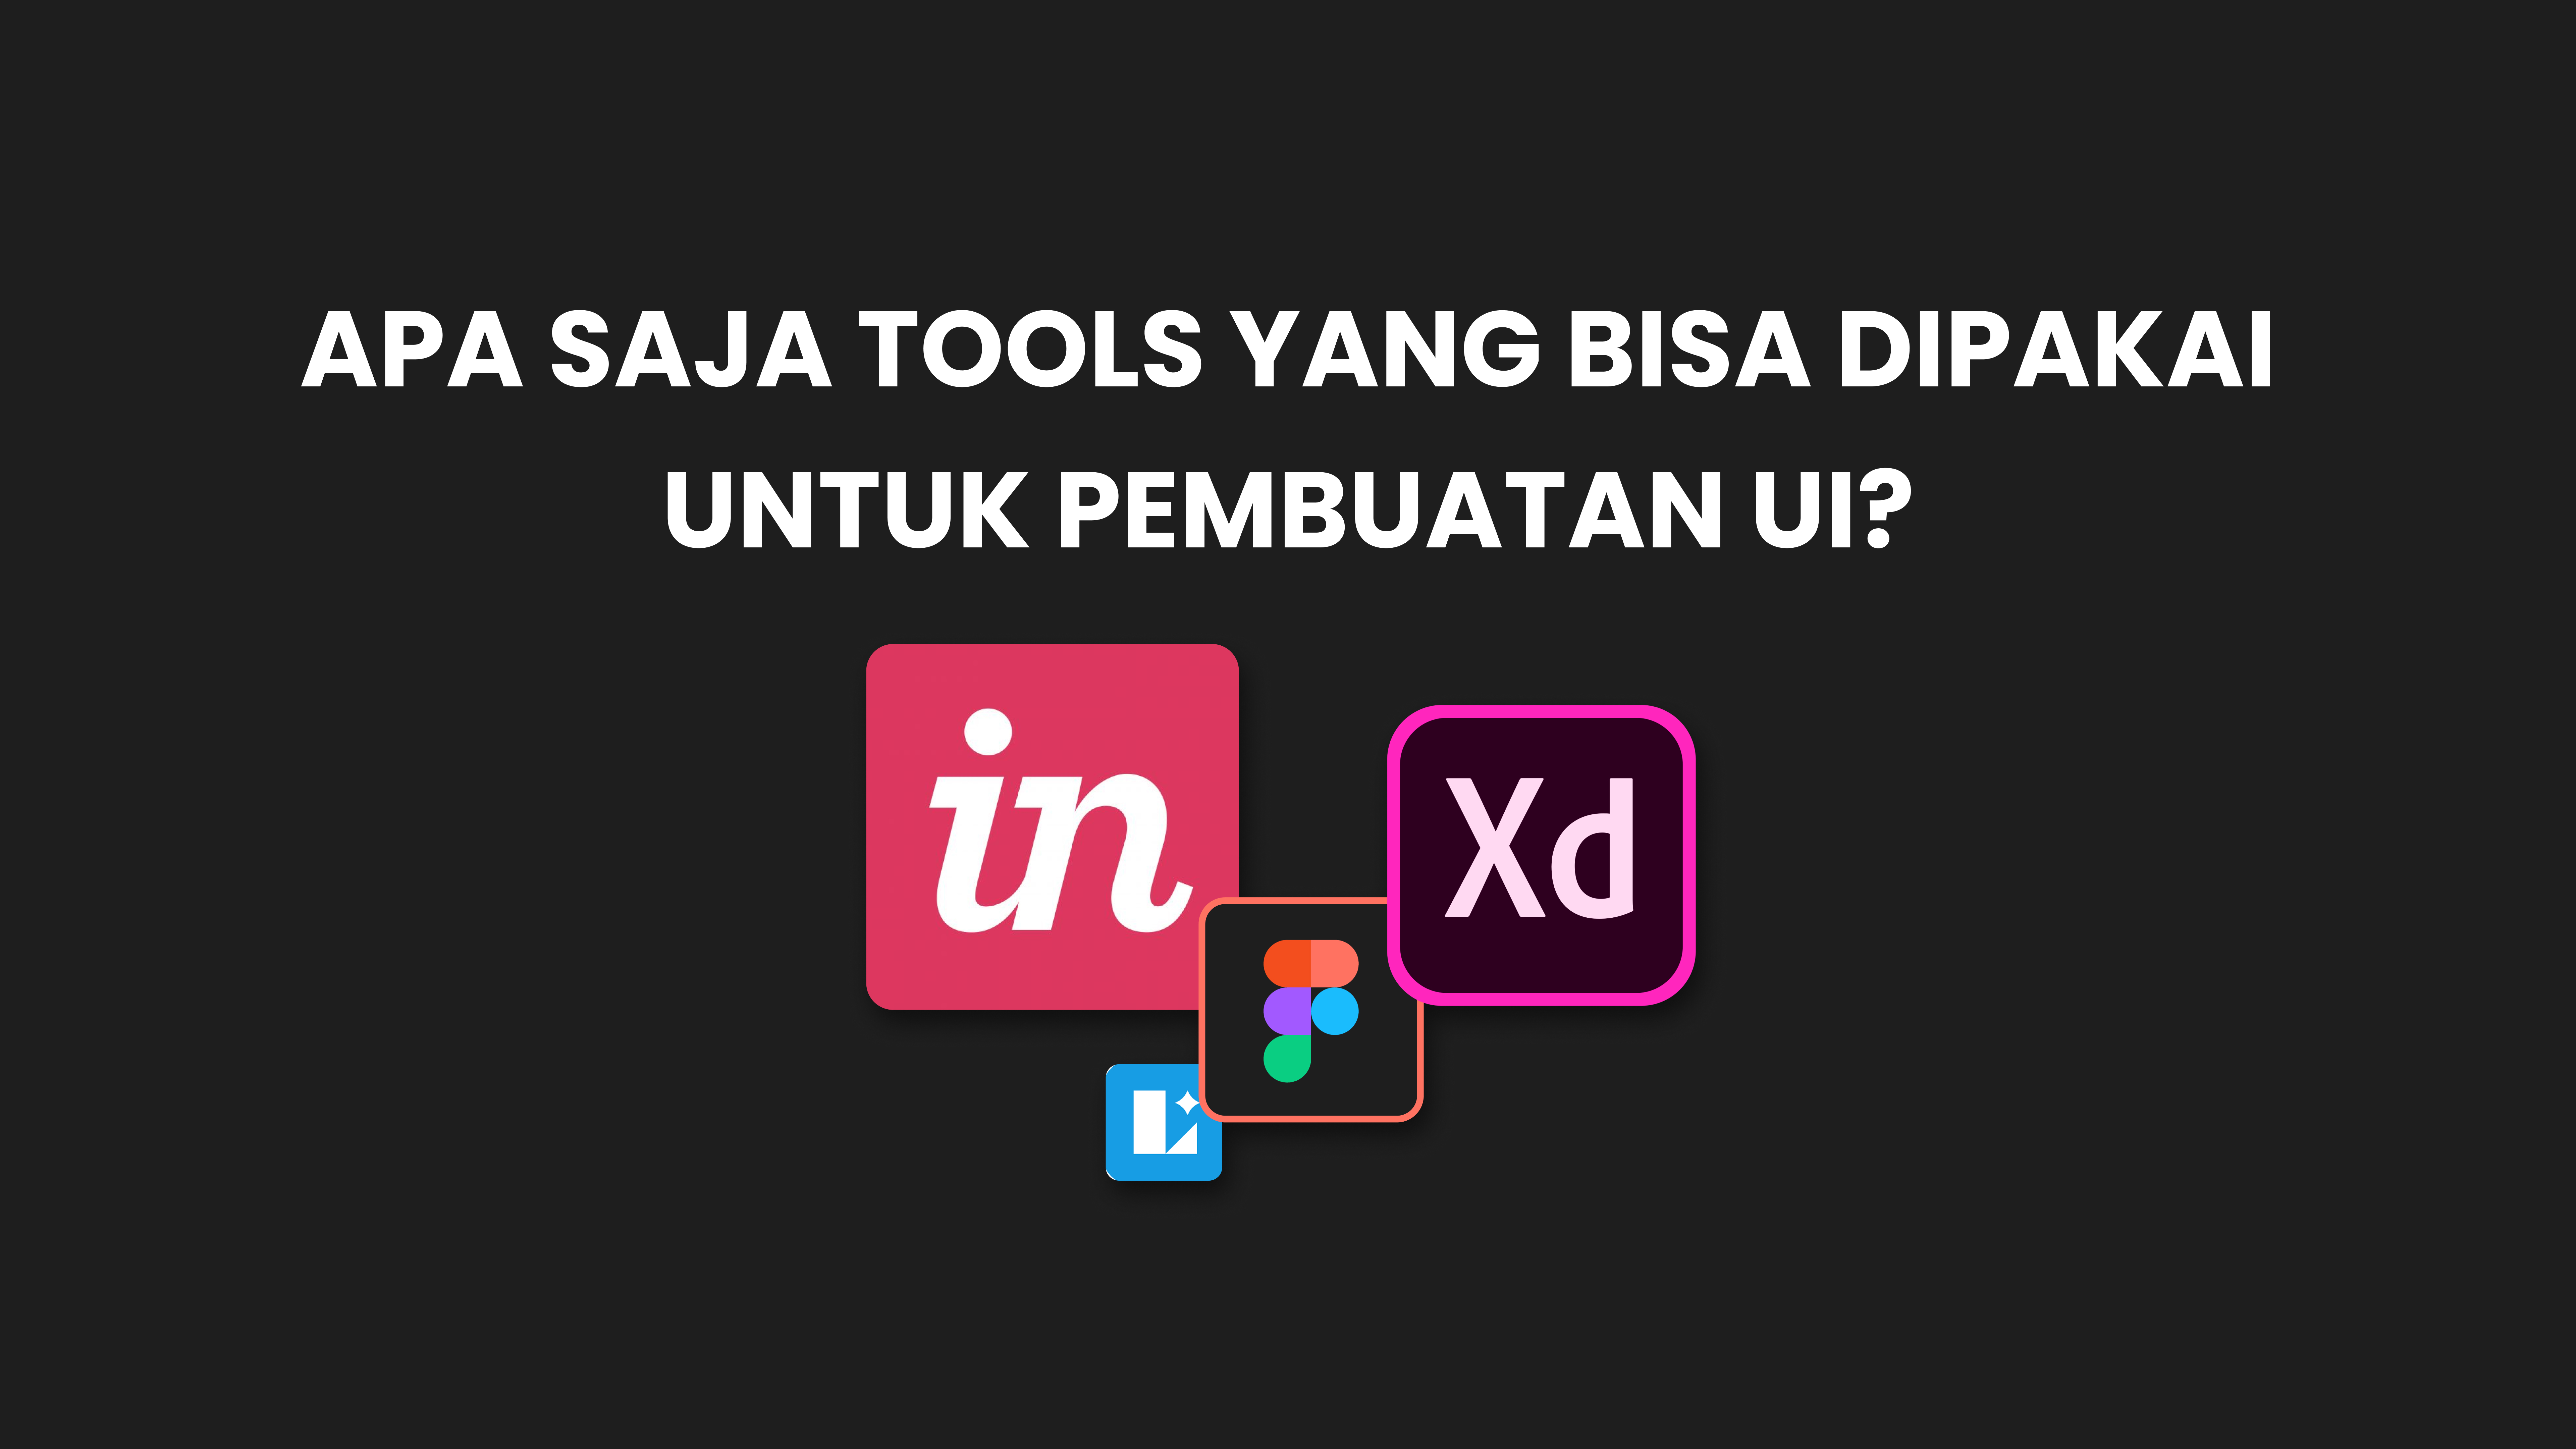 APA SAJA TOOLS YANG BISA DIPAKAI
UNTUK PEMBUATAN UI?
in
Xd